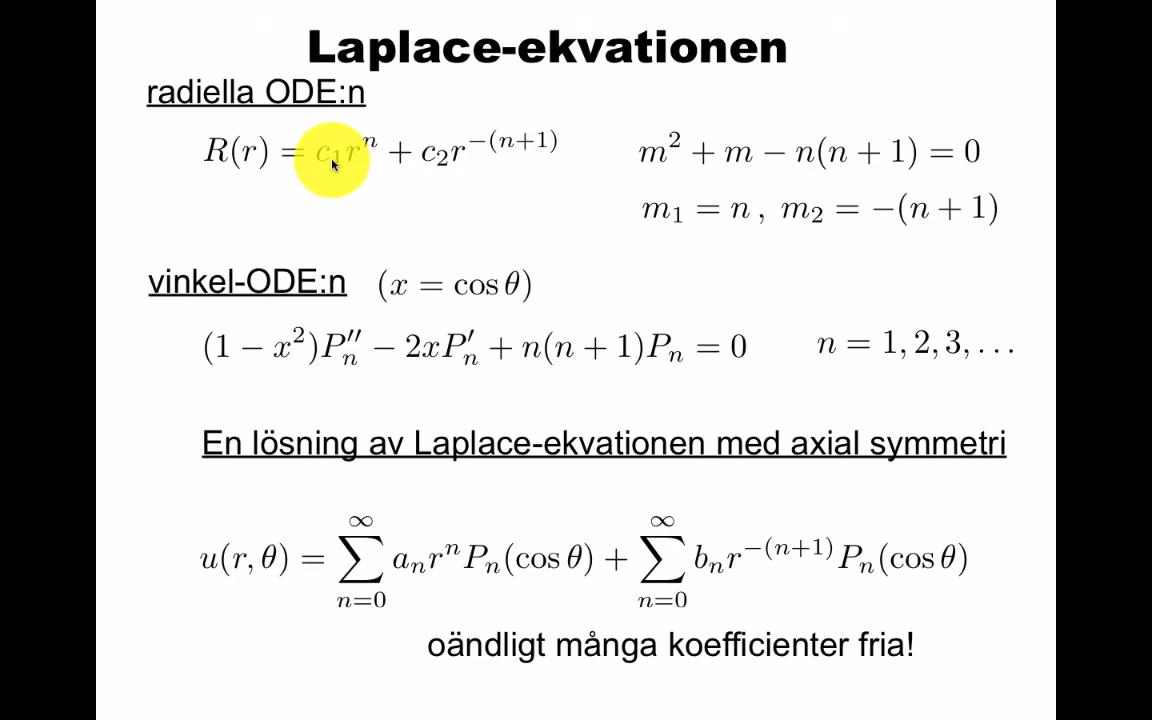 Laplace-ekvationen
radiella ODE:n
R(r) = c₁rⁿ + c₂r⁻⁽ⁿ⁺¹⁾ m² + m − n(n + 1) = 0
m₁ = n , m₂ = −(n + 1)
vinkel-ODE:n (x = cos θ)
(1 − x²)Pₙ′′ − 2xPₙ′ + n(n + 1)Pₙ = 0 n = 1, 2, 3, . . .
En lösning av Laplace-ekvationen med axial symmetri
u(r, θ) = ∑_{n=0}^{∞} aₙrⁿPₙ(cos θ) + ∑_{n=0}^{∞} bₙr⁻⁽ⁿ⁺¹⁾Pₙ(cos θ)
oändligt många koefficienter fria!